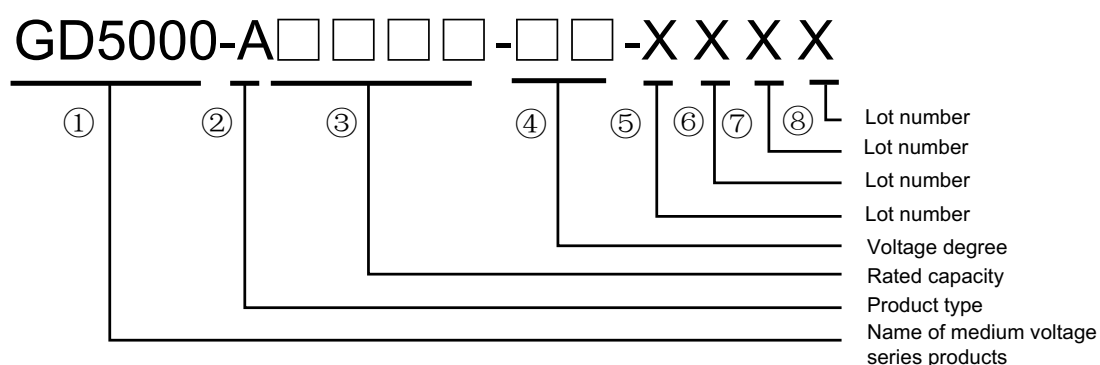 GD5000-A□□□□-□□-XXXX
① ② ③ ④ ⑤ ⑥ ⑦ ⑧
Lot number
Lot number
Lot number
Lot number
Voltage degree
Rated capacity
Product type
Name of medium voltage
series products